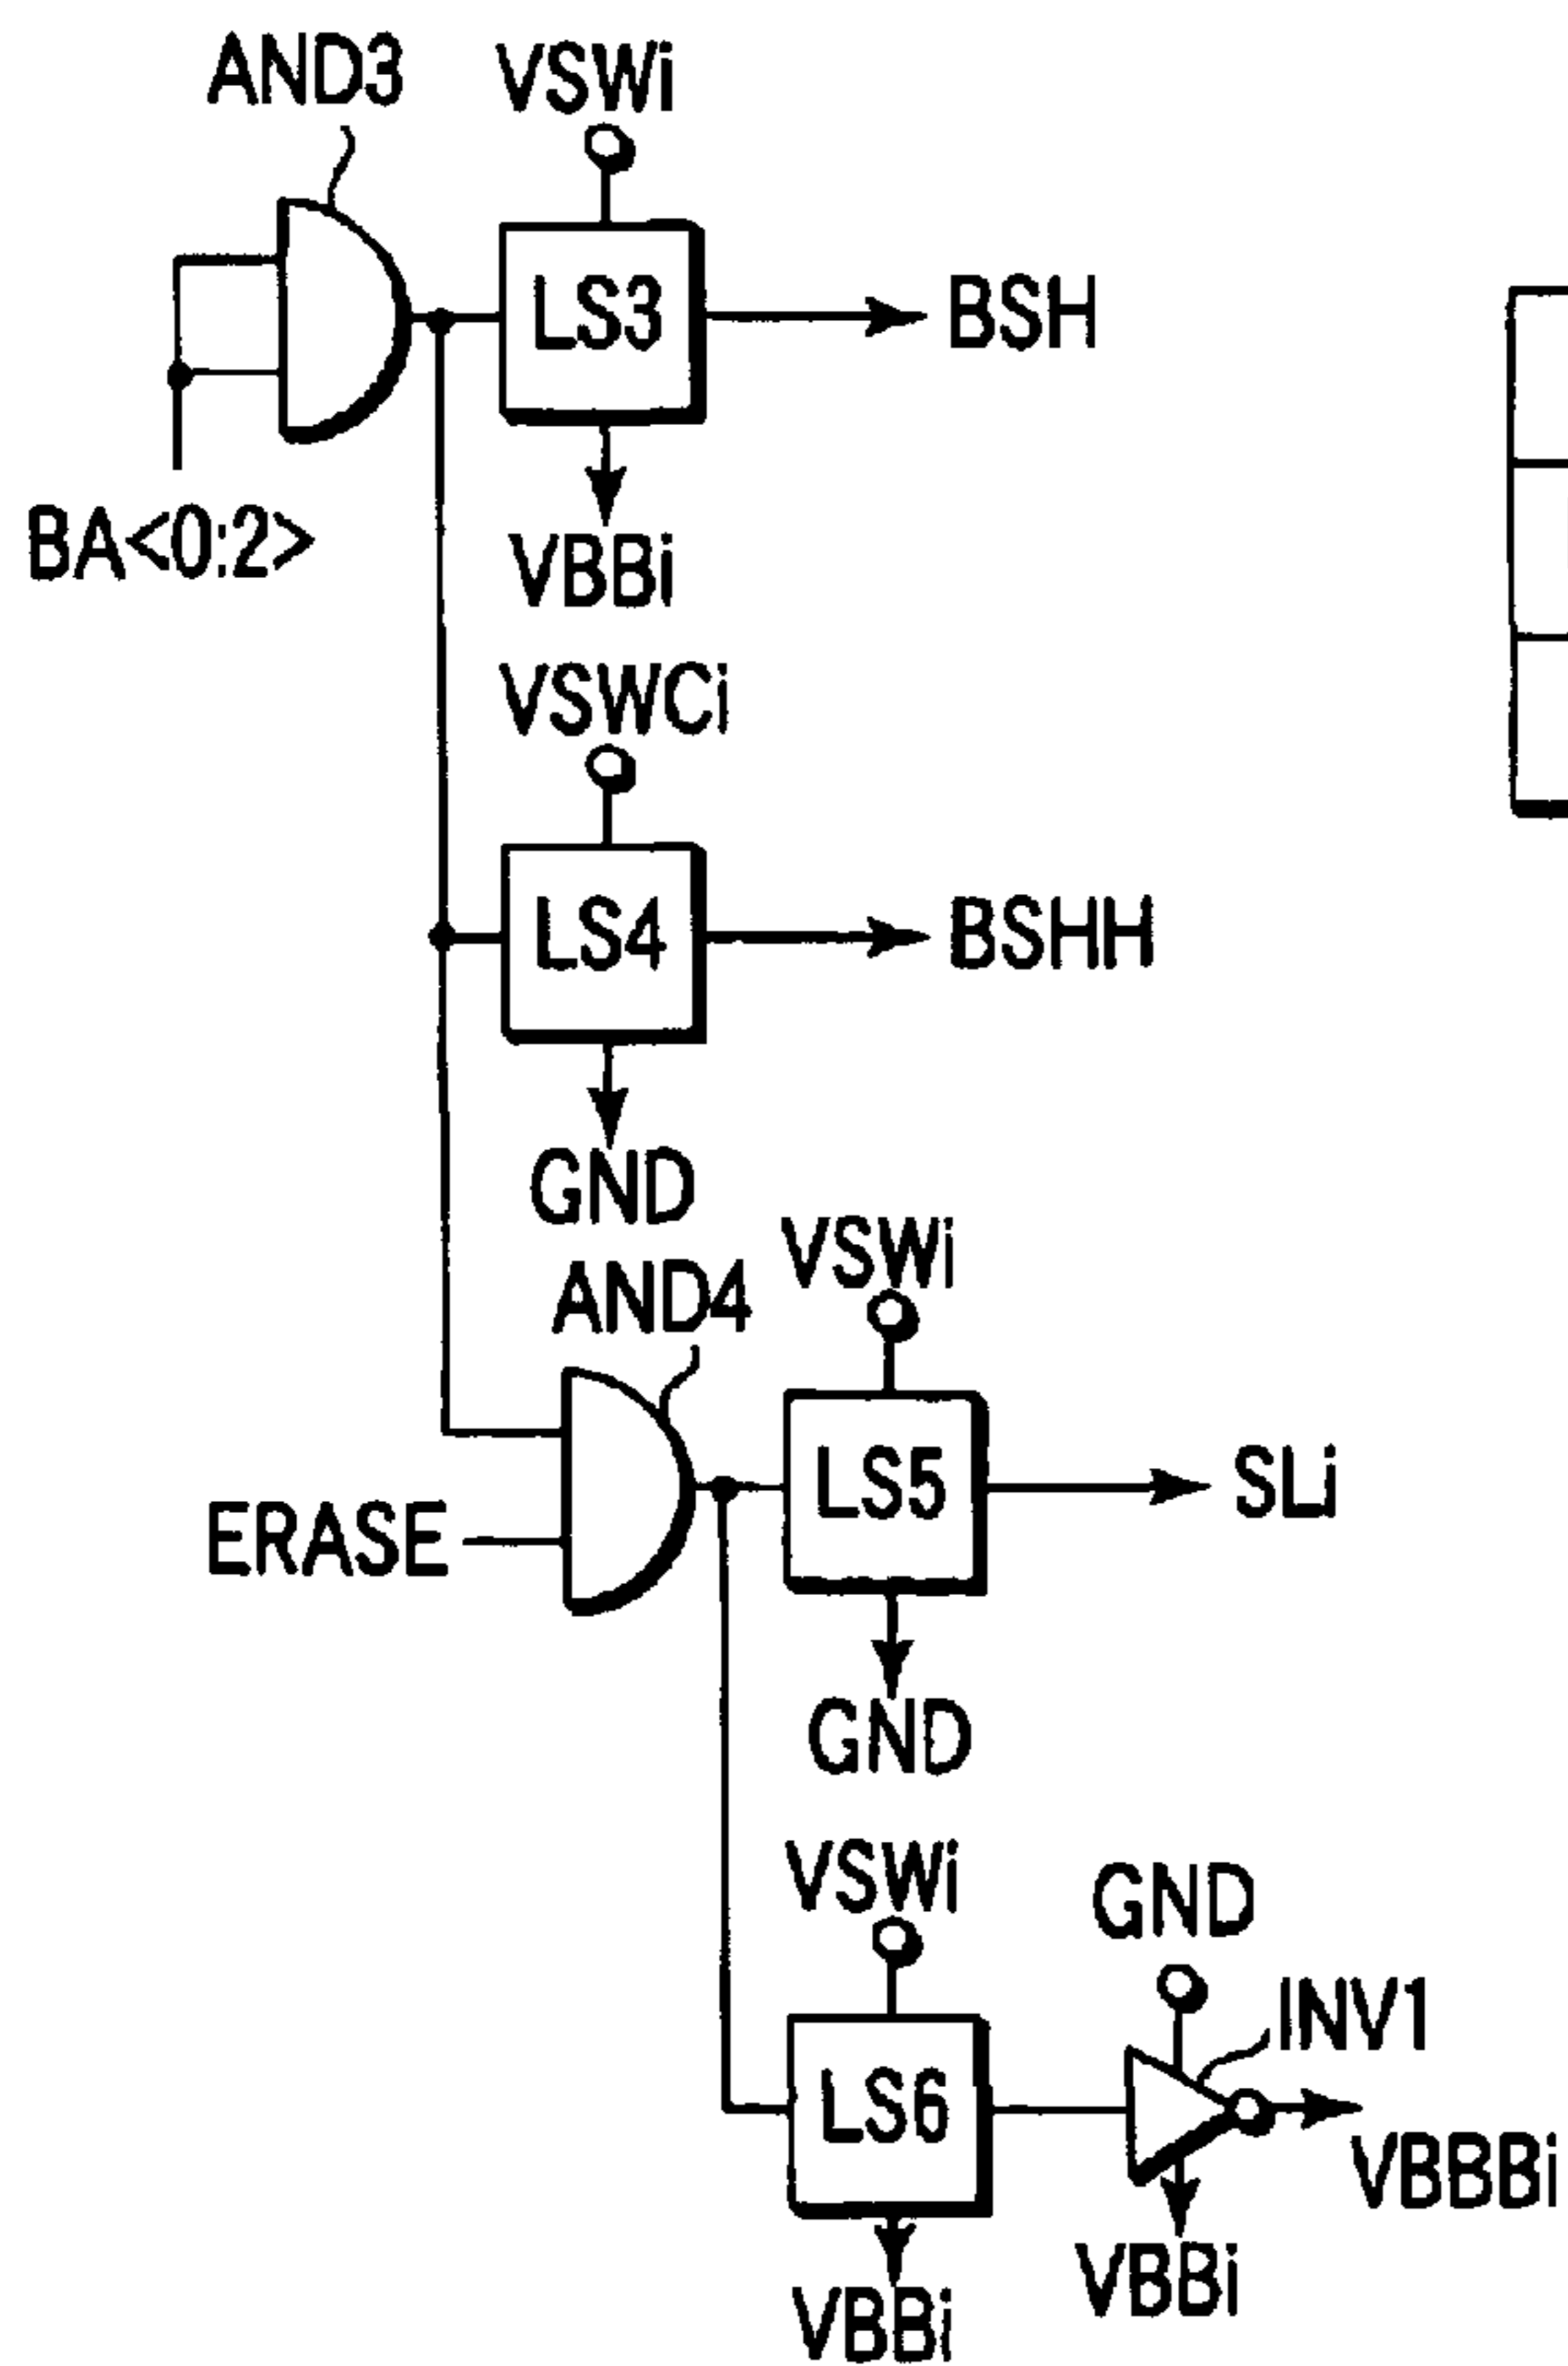 AND3
VSWi
LS3
BSH
BA<0:2>
VBBi
VSWCi
LS4
BSHH
GND
AND4
VSWi
LS5
SLi
ERASE
GND
VSWi
GND
INV1
LS6
VBBBi
VBBi
VBBi